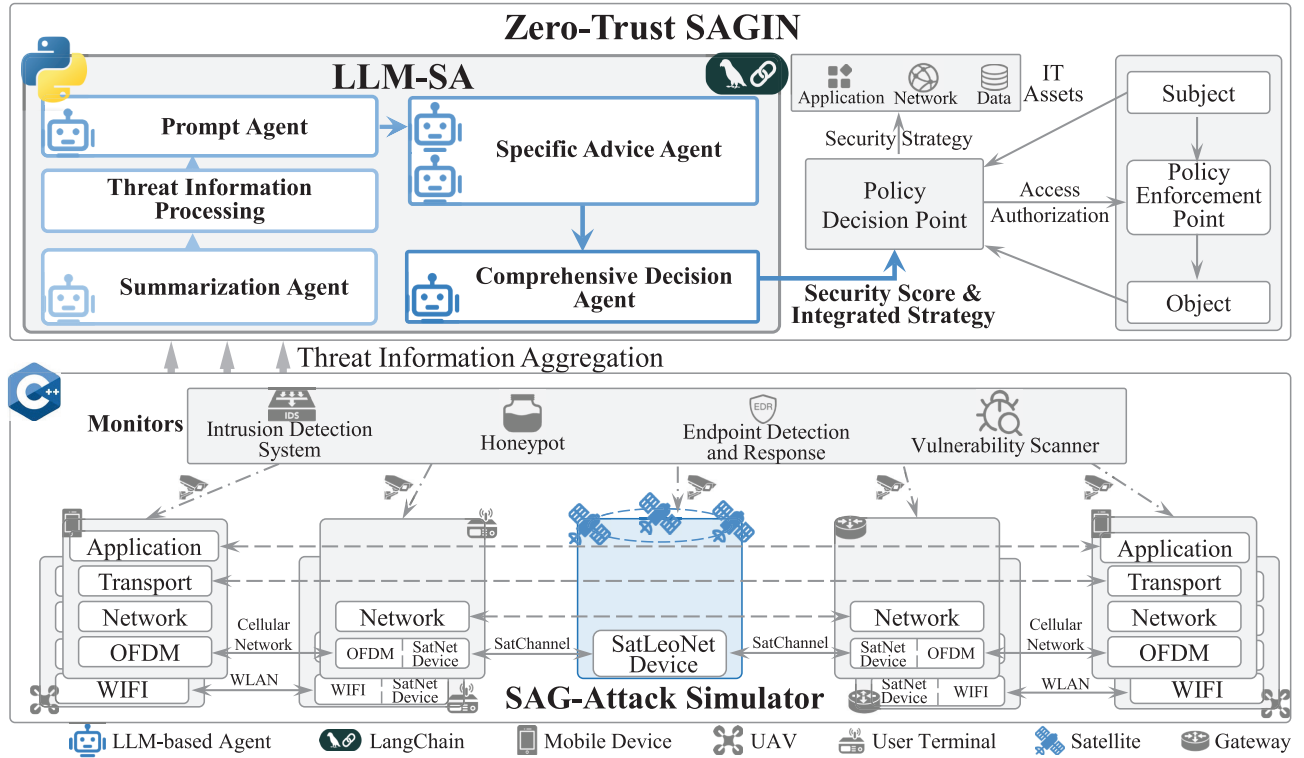 Zero-Trust SAGIN
LLM-SA
Prompt Agent
Threat Information
Processing
Summarization Agent
Specific Advice Agent
Comprehensive Decision
Agent
Application
Network
Data
IT
Assets
Security Strategy
Policy
Decision Point
Access
Authorization
Security Score &
Integrated Strategy
Subject
Policy
Enforcement
Point
Object
Threat Information Aggregation
C++
Monitors
IDS
Intrusion Detection
System
Honeypot
EDR
Endpoint Detection
and Response
Vulnerability Scanner
Application
Transport
Network
OFDM
WIFI
Cellular
Network
WLAN
Network
OFDM
SatNet
Device
WIFI
SatNet
Device
SatChannel
SatLeoNet
Device
SatChannel
Network
SatNet
Device
OFDM
SatNet
Device
WIFI
Cellular
Network
WLAN
Application
Transport
Network
OFDM
WIFI
SAG-Attack Simulator
LLM-based Agent
LangChain
Mobile Device
UAV
User Terminal
Satellite
Gateway